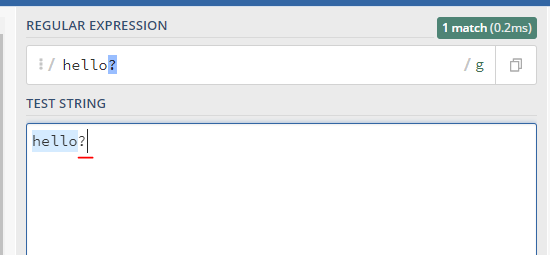 REGULAR EXPRESSION
1 match (0.2ms)
/ hello? / g
TEST STRING
hello?